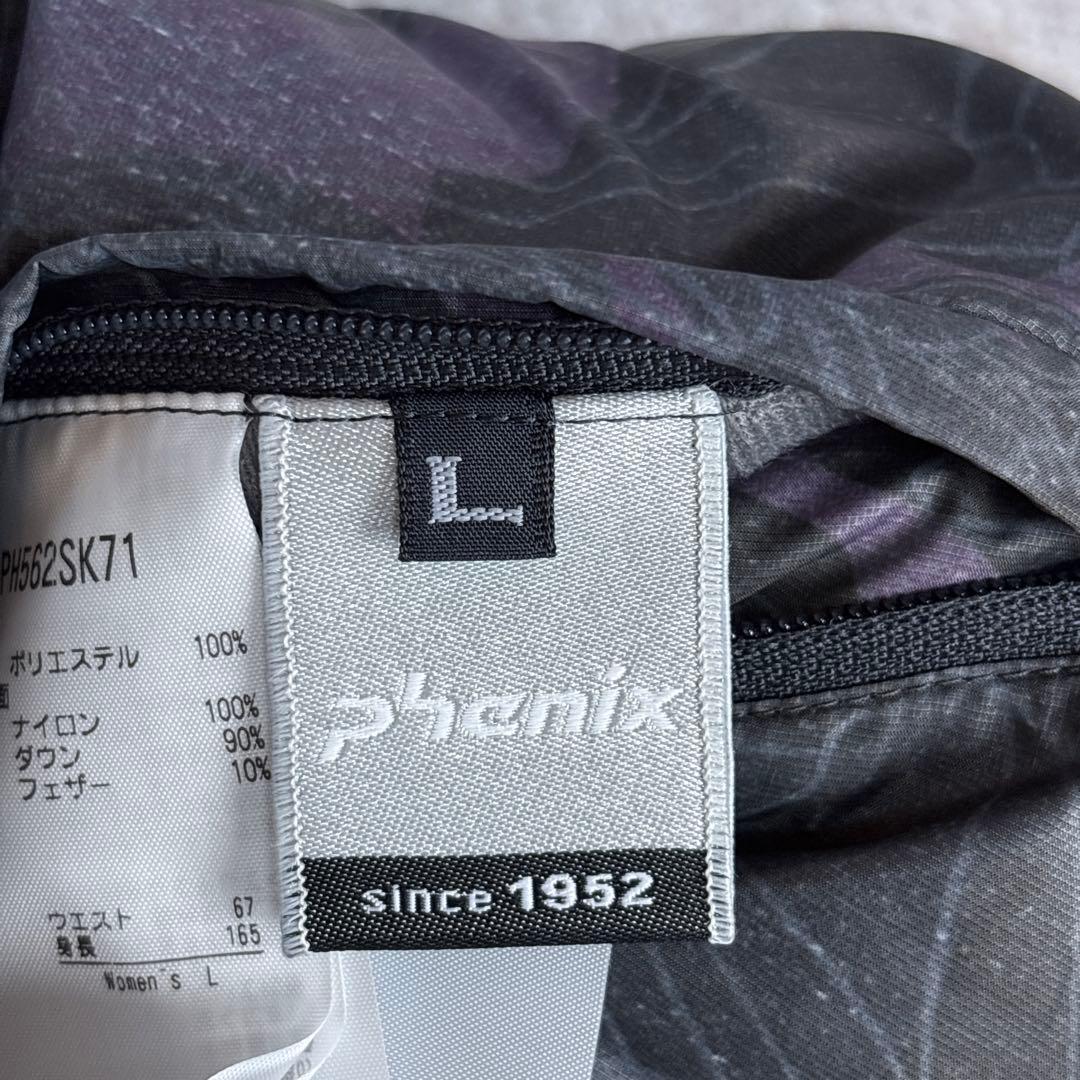 L
phenix
since 1952
PH562SK71
ポリエステル 100%
面
ナイロン 100%
ダウン 90%
フェザー 10%
ウエスト 67
身長 165
Women's L